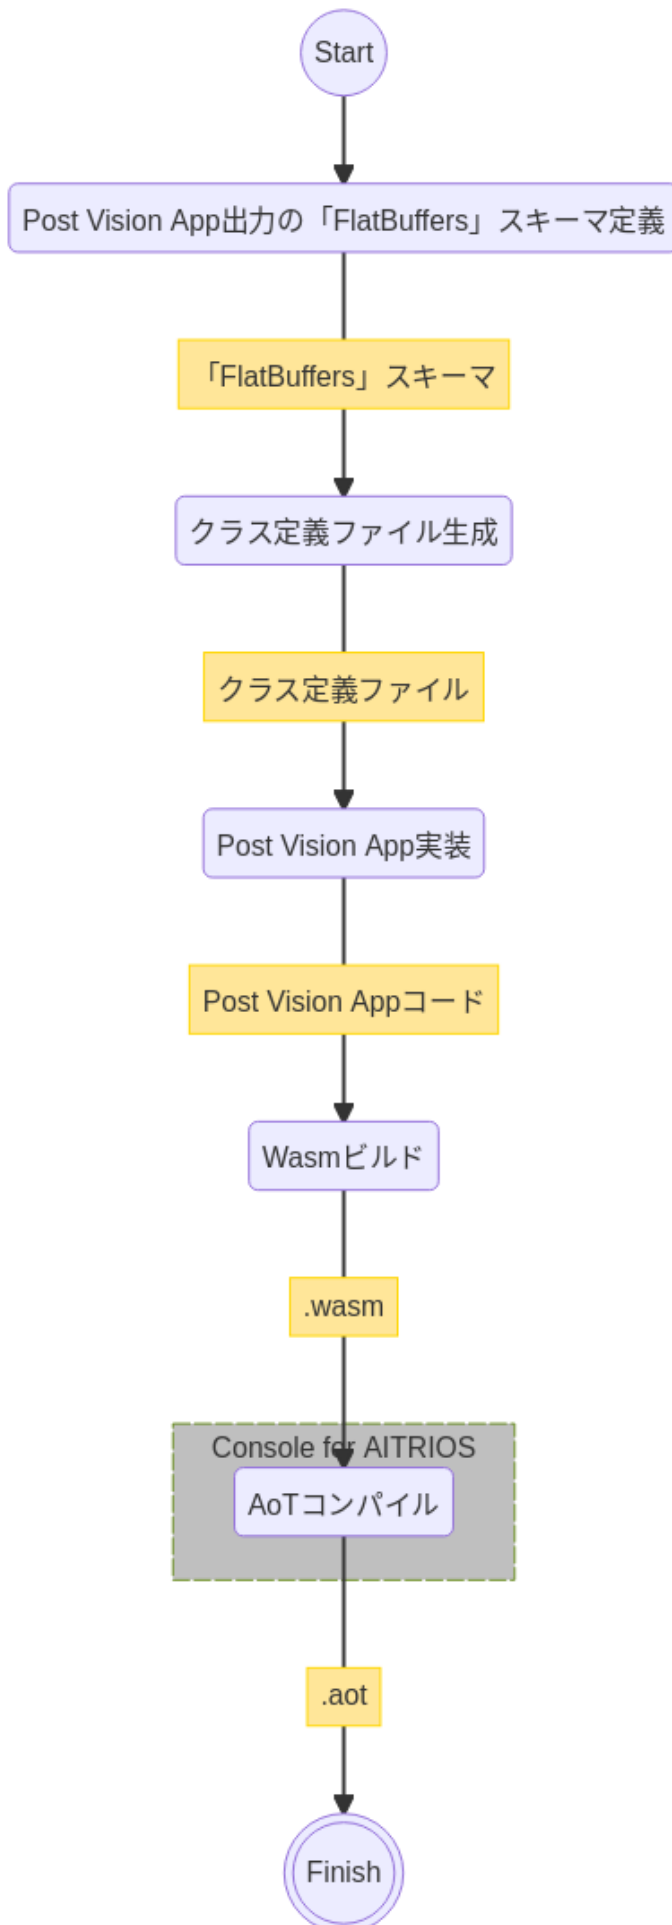 Start
Post Vision App出力の「FlatBuffers」スキーマ定義
「FlatBuffers」スキーマ
クラス定義ファイル生成
クラス定義ファイル
Post Vision App実装
Post Vision Appコード
Wasmビルド
.wasm
Console for AITRIOS
AoTコンパイル
.aot
Finish